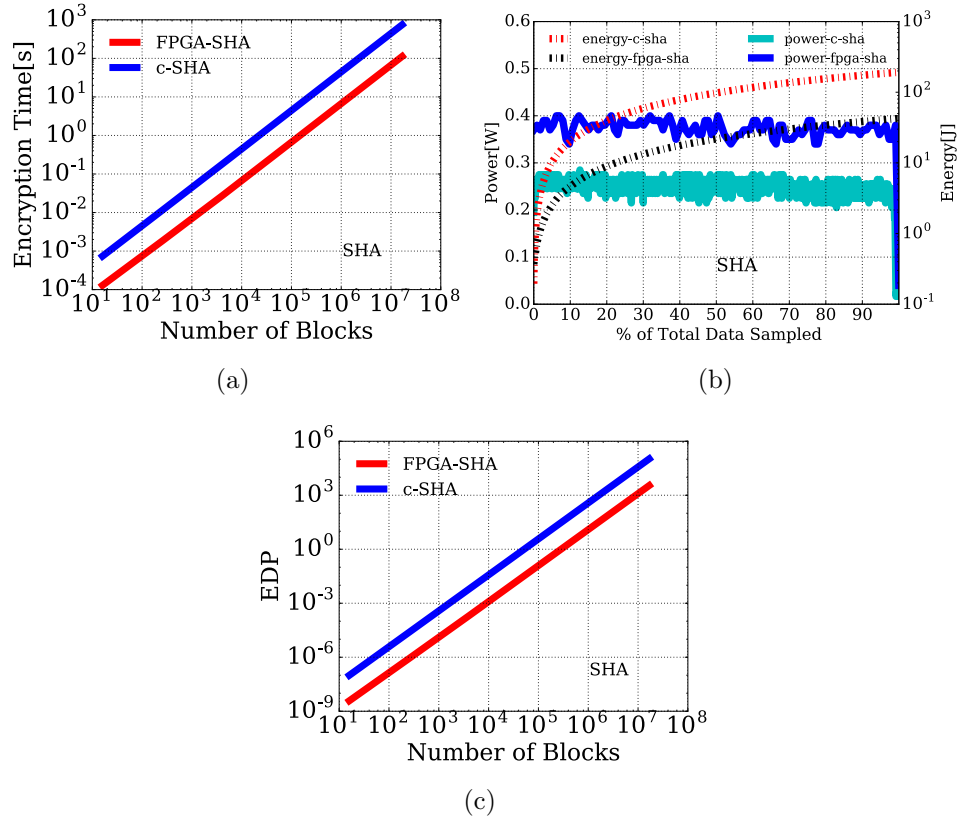 10^3
10^2
10^1
10^0
10^-1
10^-2
10^-3
10^-4
Encryption Time[s]
FPGA-SHA
c-SHA
SHA
10^1 10^2 10^3 10^4 10^5 10^6 10^7 10^8
Number of Blocks
(a)
0.6
0.5
0.4
0.3
0.2
0.1
0.0
Power[W]
energy-c-sha
energy-fpga-sha
power-c-sha
power-fpga-sha
10^3
10^2
10^1
10^0
10^-1
Energy[J]
SHA
0 10 20 30 40 50 60 70 80 90
% of Total Data Sampled
(b)
10^6
10^3
10^0
10^-3
10^-6
10^-9
EDP
FPGA-SHA
c-SHA
SHA
10^1 10^2 10^3 10^4 10^5 10^6 10^7 10^8
Number of Blocks
(c)